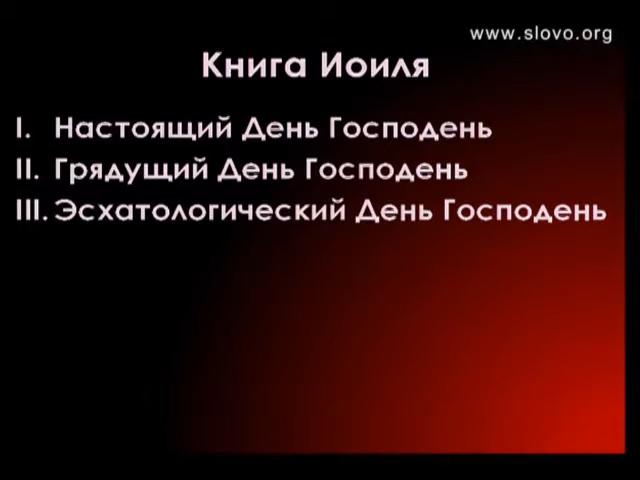 www.slovo.org
Книга Иоиля
I. Настоящий День Господень
II. Грядущий День Господень
III. Эсхатологический День Господень